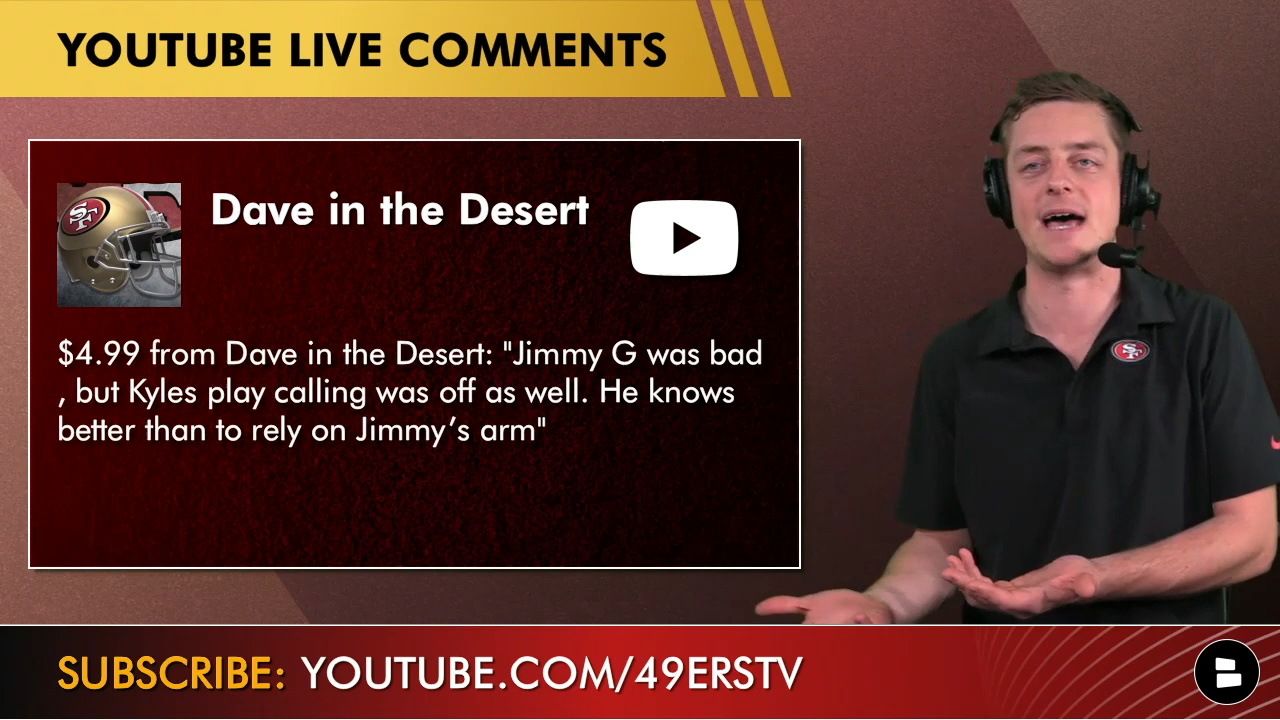 YOUTUBE LIVE COMMENTS
Dave in the Desert
$4.99 from Dave in the Desert: "Jimmy G was bad
, but Kyles play calling was off as well. He knows
better than to rely on Jimmy’s arm"
SF
SF
SUBSCRIBE: YOUTUBE.COM/49ERSTV